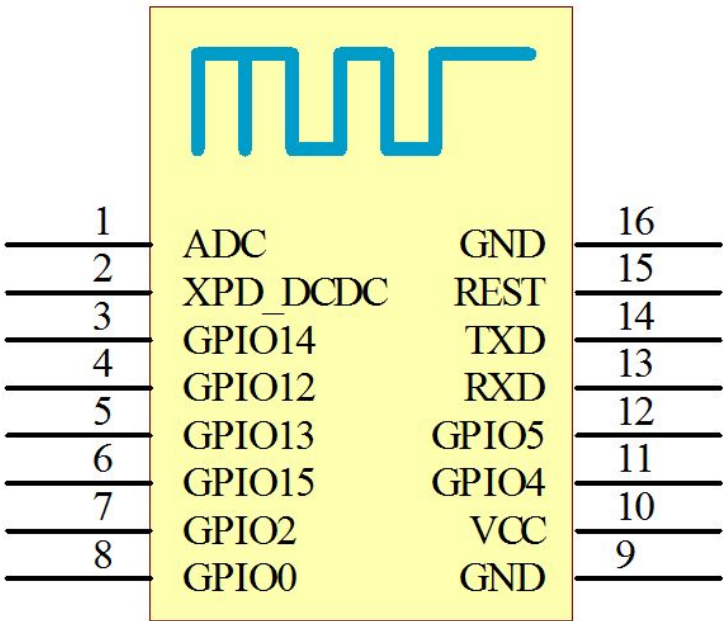 1 ADC GND 16
2 XPD_DCDC REST 15
3 GPIO14 TXD 14
4 GPIO12 RXD 13
5 GPIO13 GPIO5 12
6 GPIO15 GPIO4 11
7 GPIO2 VCC 10
8 GPIO0 GND 9